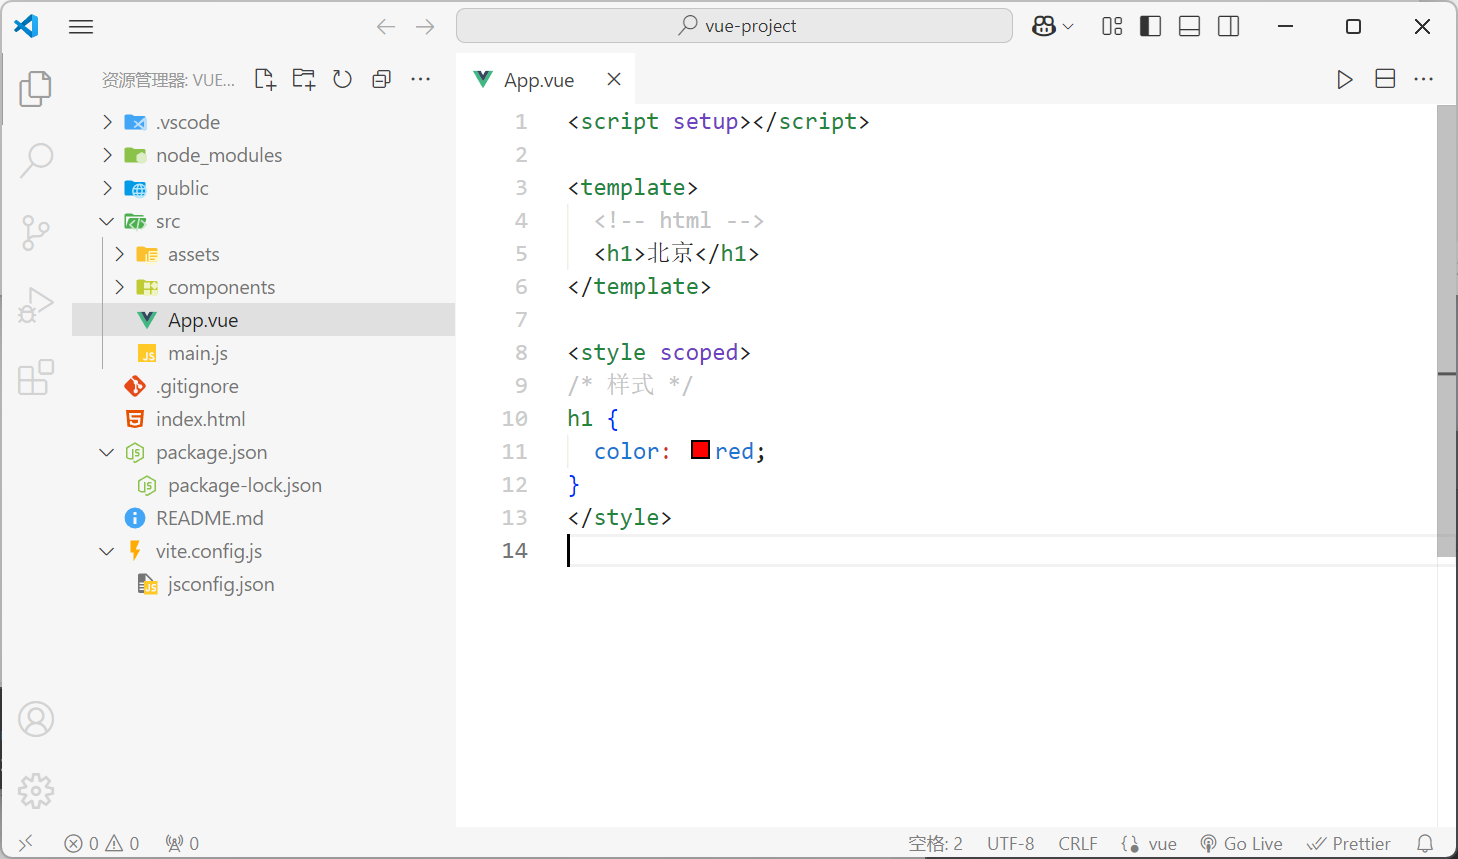 vue-project
资源管理器: VUE...
App.vue
.vscode
node_modules
public
src
assets
components
App.vue
main.js
.gitignore
index.html
package.json
package-lock.json
README.md
vite.config.js
jsconfig.json
1 <script setup></script>
2
3 <template>
4 <!-- html -->
5 <h1>北京</h1>
6 </template>
7
8 <style scoped>
9 /* 样式 */
10 h1 {
11 color: red;
12 }
13 </style>
14
0 0 0
空格: 2 UTF-8 CRLF {} vue Go Live Prettier